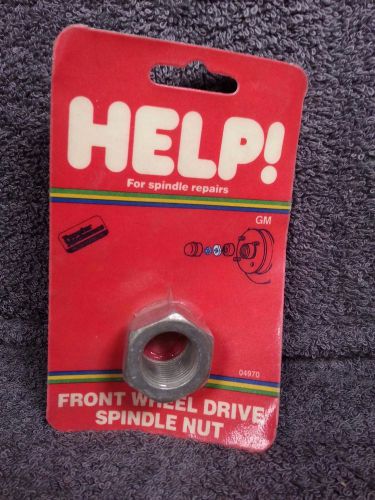 HELP!
For spindle repairs
GM
04970
FRONT WHEEL DRIVE
SPINDLE NUT